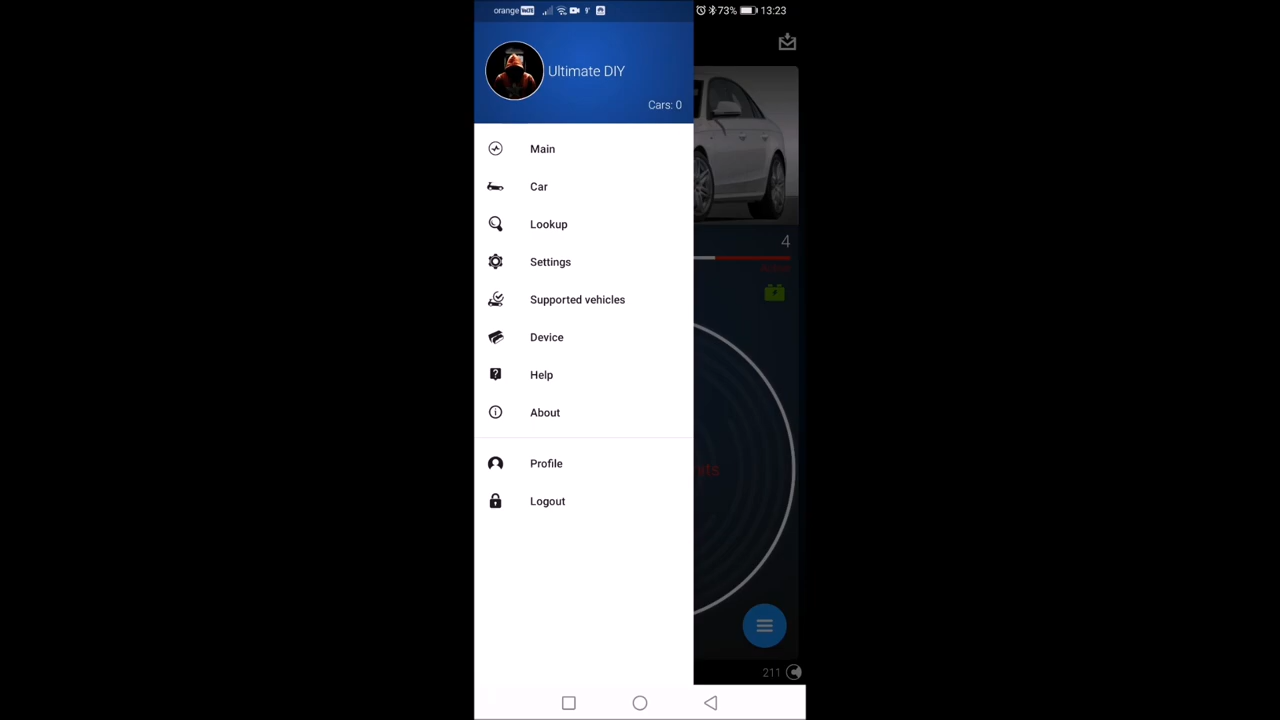 orange VoLTE
73% 13:23
Ultimate DIY
Cars: 0
Main
Car
Lookup
Settings
Supported vehicles
Device
Help
About
Profile
Logout
4
211